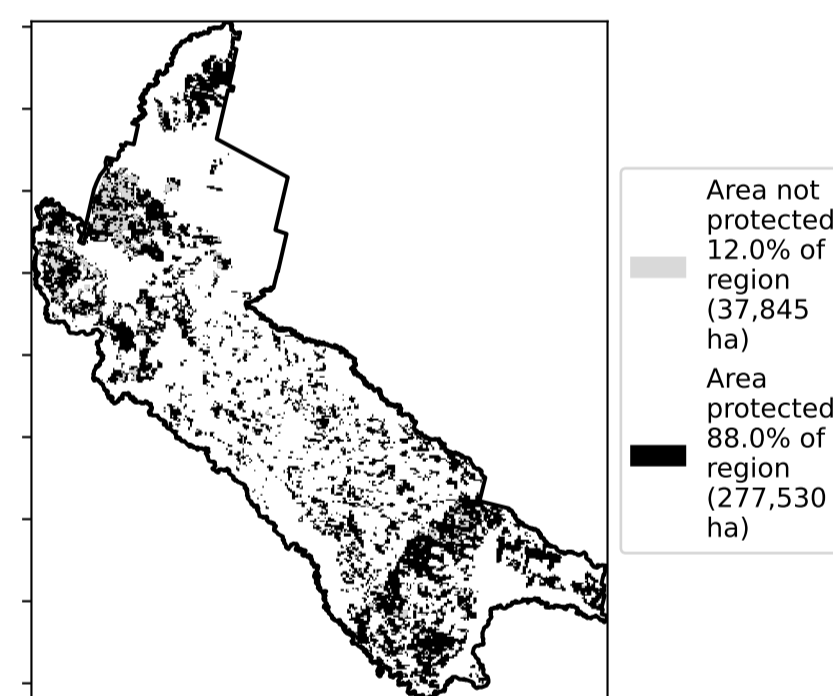 Area not
protected
12.0% of
region
(37,845
ha)
Area
protected
88.0% of
region
(277,530
ha)